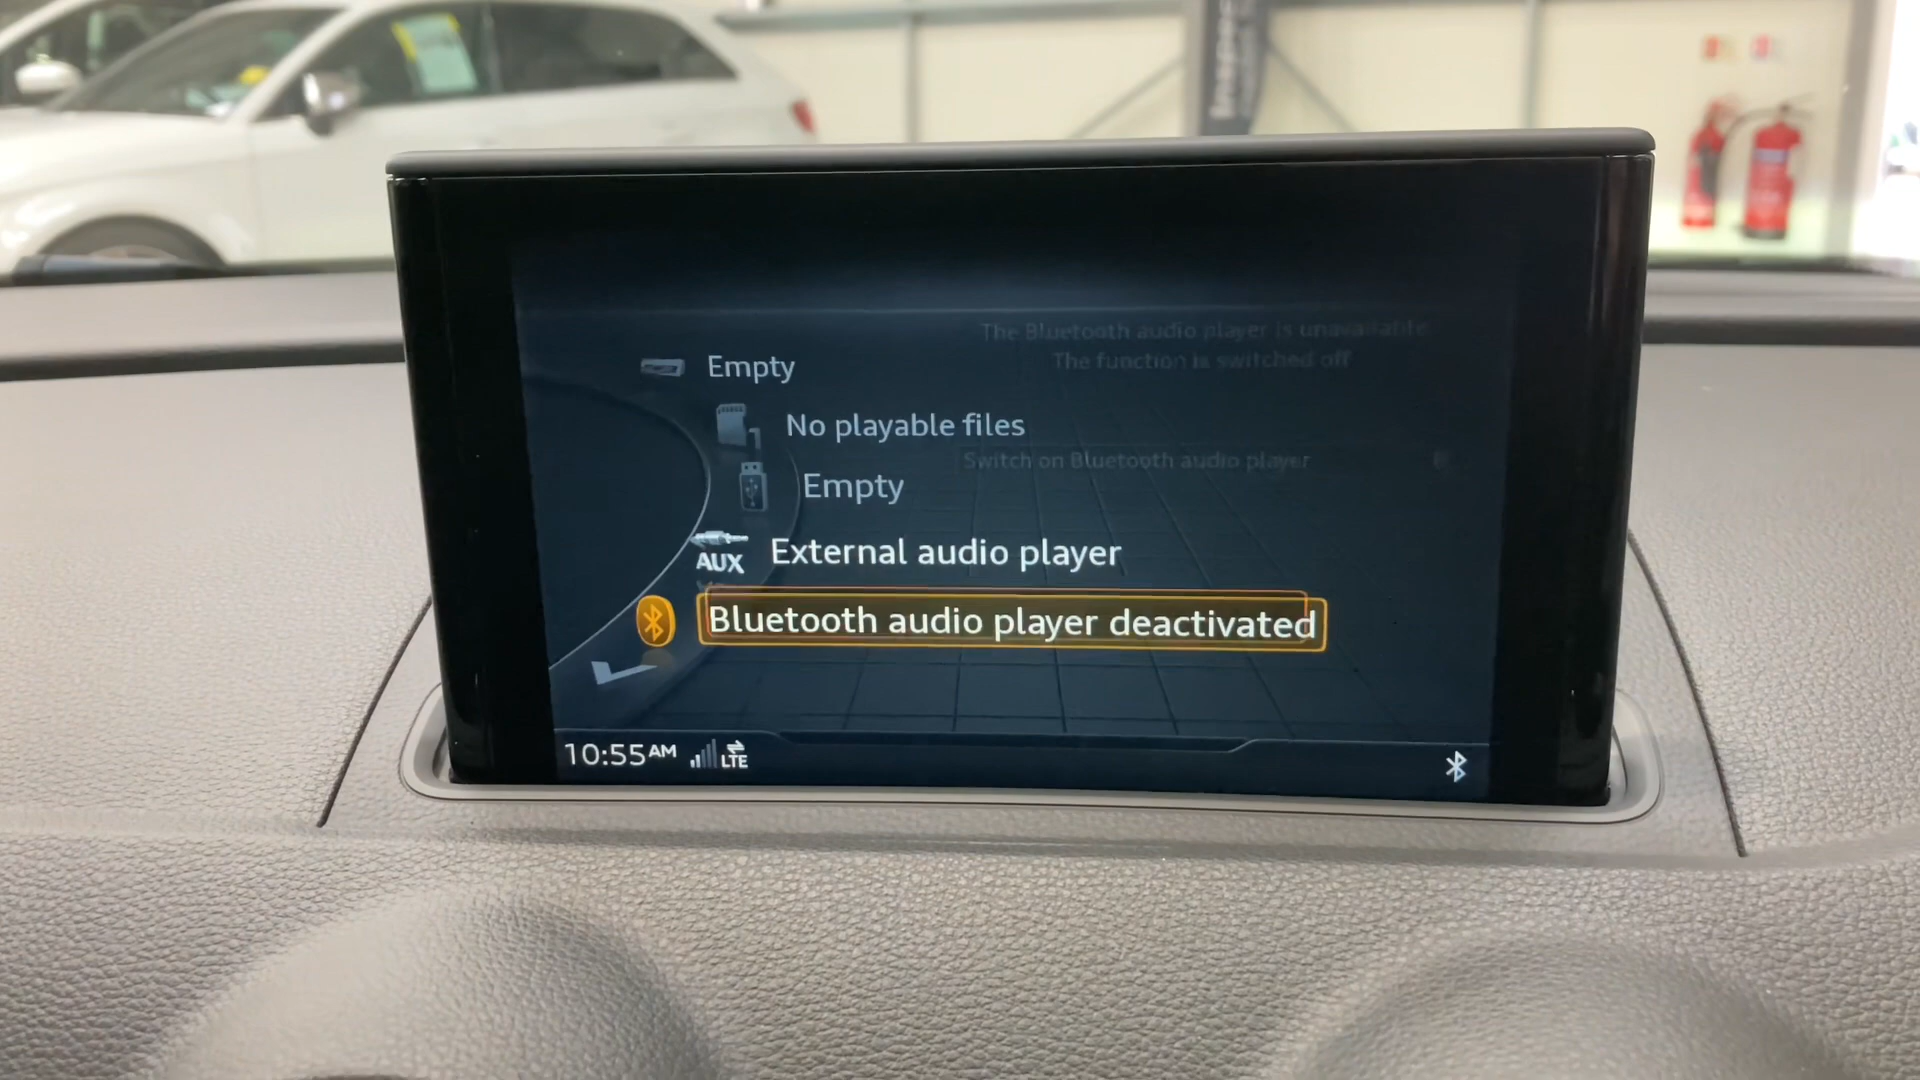 The Bluetooth audio player is unavailable
The function is switched off
Empty
No playable files
1
Switch on Bluetooth audio player
Empty
AUX
External audio player
Bluetooth audio player deactivated
10:55AM
LTE